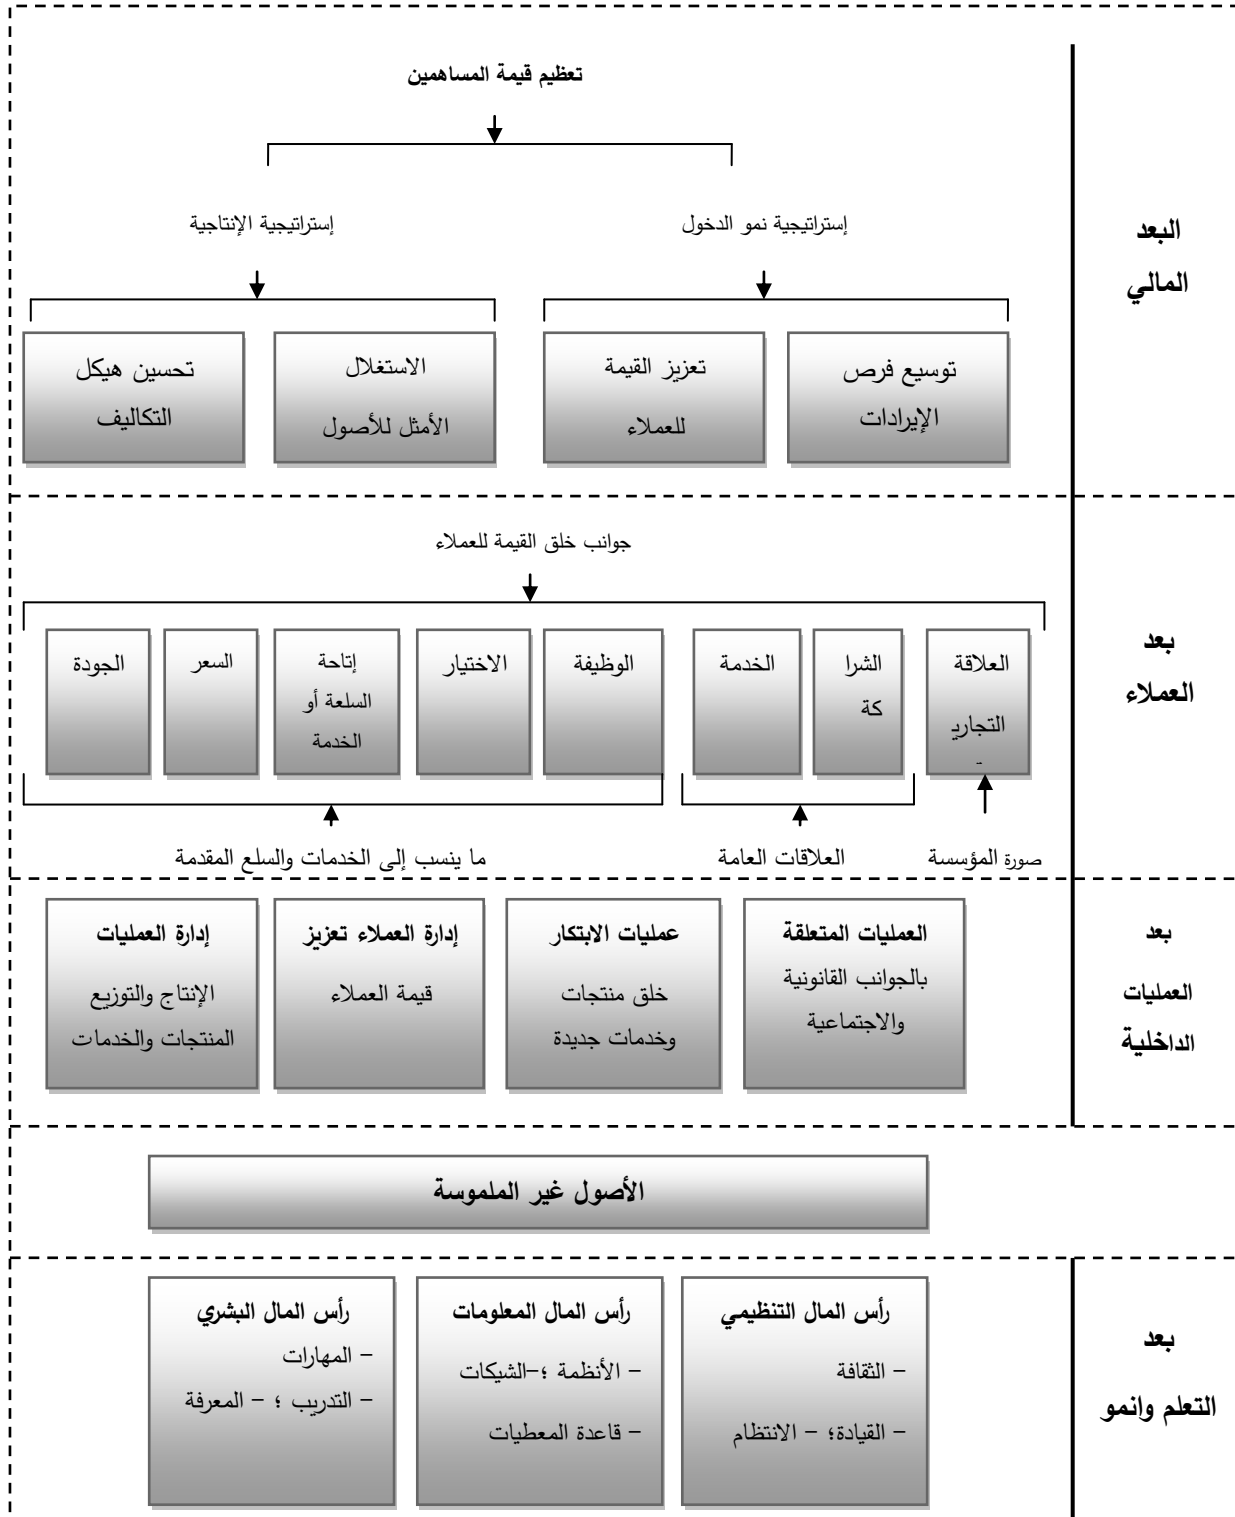 تعظيم قيمة المساهمين
إستراتيجية نمو الدخول
إستراتيجية الإنتاجية
البعد
المالي
توسيع فرص
الإيرادات
تعزيز القيمة
للعملاء
الاستغلال
الأمثل للأصول
تحسين هيكل
التكاليف
جوانب خلق القيمة للعملاء
بعد
العملاء
العلاقة
التجاريـ
الشرا
كة
الخدمة
الوظيفة
الاختيار
إتاحة
السلعة أو
الخدمة
السعر
الجودة
صورة المؤسسة
العلاقات العامة
ما ينسب إلى الخدمات والسلع المقدمة
بعد
العمليات
الداخلية
العمليات المتعلقة
بالجوانب القانونية
والاجتماعية
عمليات الابتكار
خلق منتجات
وخدمات جديدة
إدارة العملاء تعزيز
قيمة العملاء
إدارة العمليات
الإنتاج والتوزيع
المنتجات والخدمات
الأصول غير الملموسة
بعد
التعلم وانمو
رأس المال التنظيمي
– الثقافة
– القيادة؛ – الانتظام
رأس المال المعلومات
– الأنظمة ؛–الشيكات
– قاعدة المعطيات
رأس المال البشري
– المهارات
– التدريب ؛ – المعرفة